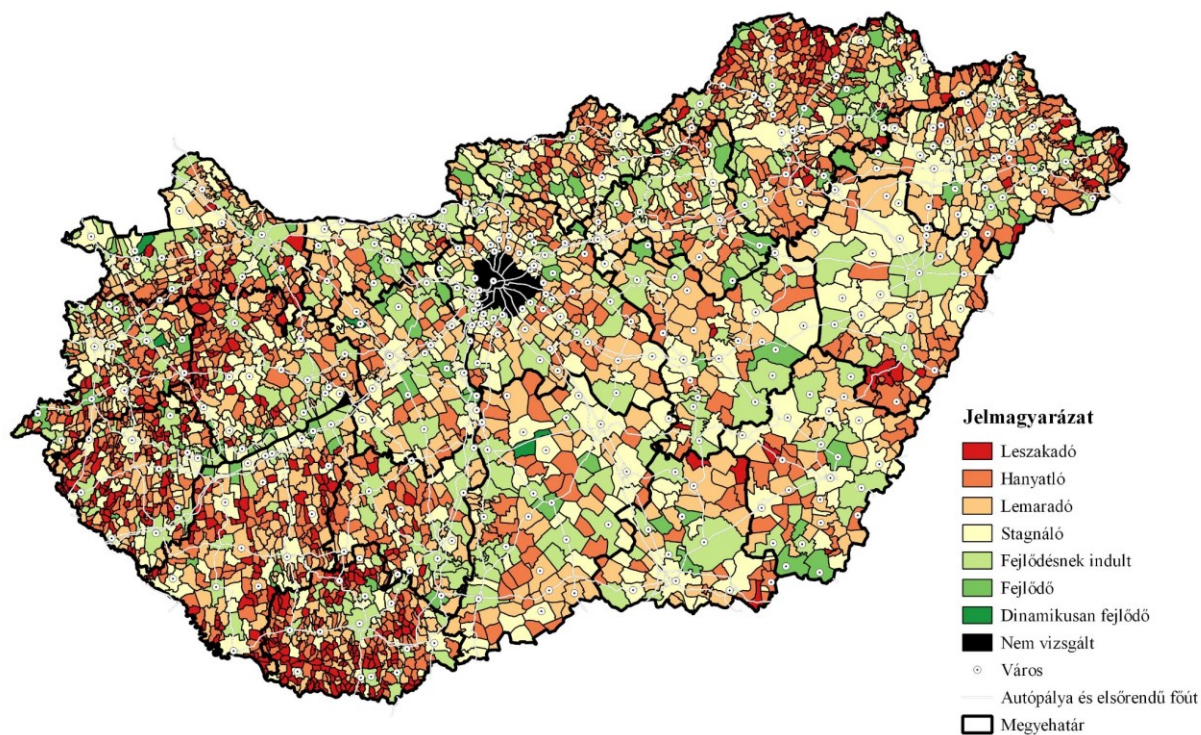 Jelmagyarázat
Leszakadó
Hanyatló
Lemaradó
Stagnáló
Fejlődésnek indult
Fejlődő
Dinamikusan fejlődő
Nem vizsgált
Város
Autópálya és elsőrendű főút
Megyehatár